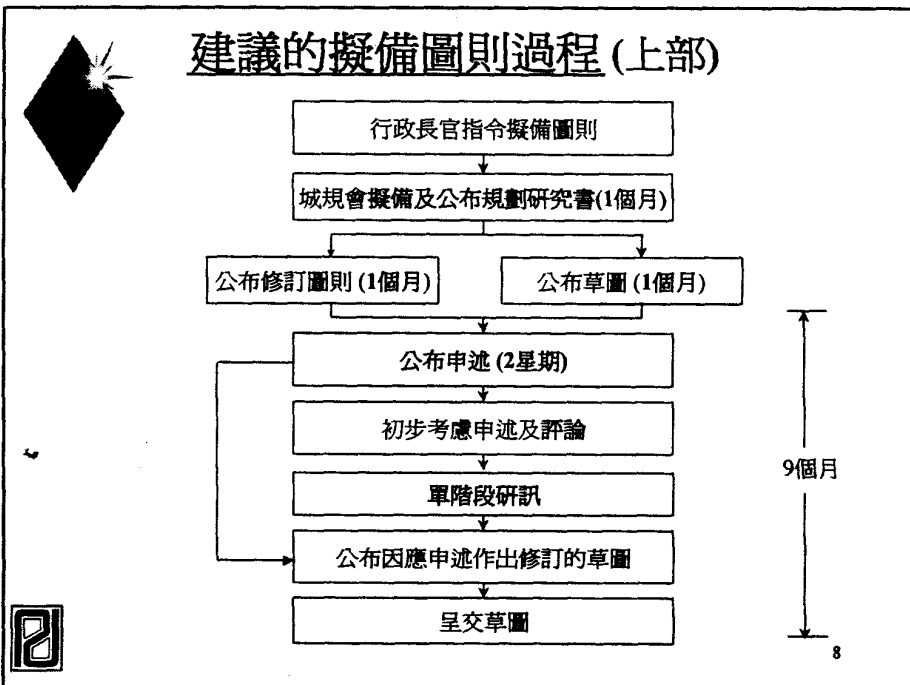 建議的擬備圖則過程 (上部)
行政長官指令擬備圖則
城規會擬備及公布規劃研究書(1個月)
公布修訂圖則 (1個月)
公布草圖 (1個月)
公布申述 (2星期)
初步考慮申述及評論
9個月
單階段研訊
公布因應申述作出修訂的草圖
呈交草圖
8